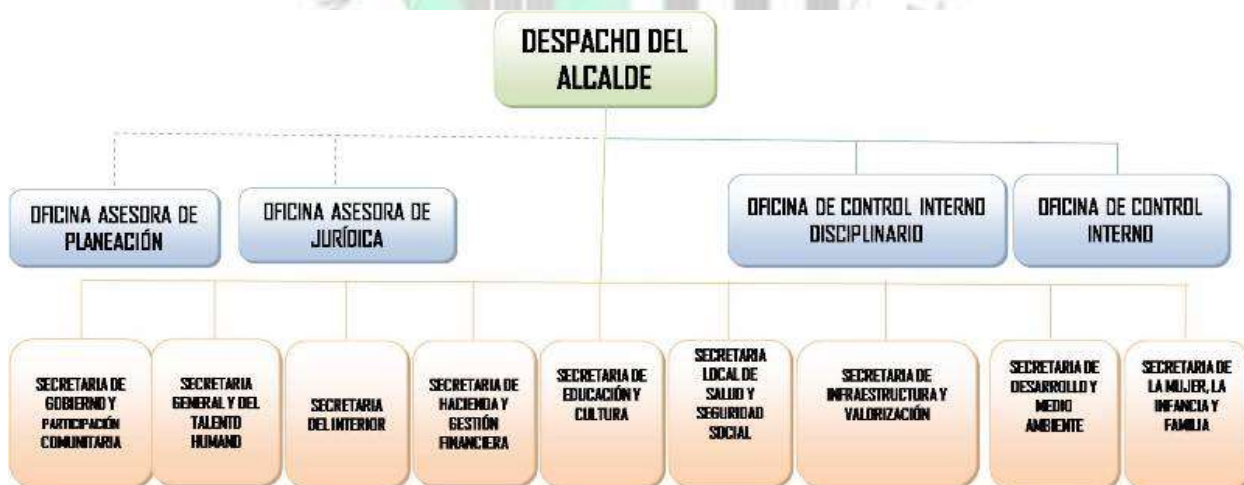 DESPACHO DEL
ALCALDE
OFICINA ASESORA DE
PLANEACIÓN
OFICINA ASESORA DE
JURÍDICA
OFICINA DE CONTROL INTERNO
DISCIPLINARIO
OFICINA DE CONTROL
INTERNO
SECRETARIA DE
GOBIERNO Y
PARTICIPACIÓN
COMUNITARIA
SECRETARIA
GENERAL Y DEL
TALENTO
HUMANO
SECRETARIA
DEL INTERIOR
SECRETARIA DE
HACIENDA Y
GESTIÓN
FINANCIERA
SECRETARIA DE
EDUCACIÓN Y
CULTURA
SECRETARIA
LOCAL DE
SALUD Y
SEGURIDAD
SOCIAL
SECRETARIA DE
INFRAESTRUCTURA Y
VALORIZACIÓN
SECRETARIA DE
DESARROLLO Y
MEDIO
AMBIENTE
SECRETARIA DE
LA MUJER, LA
INFANCIA Y
FAMILIA